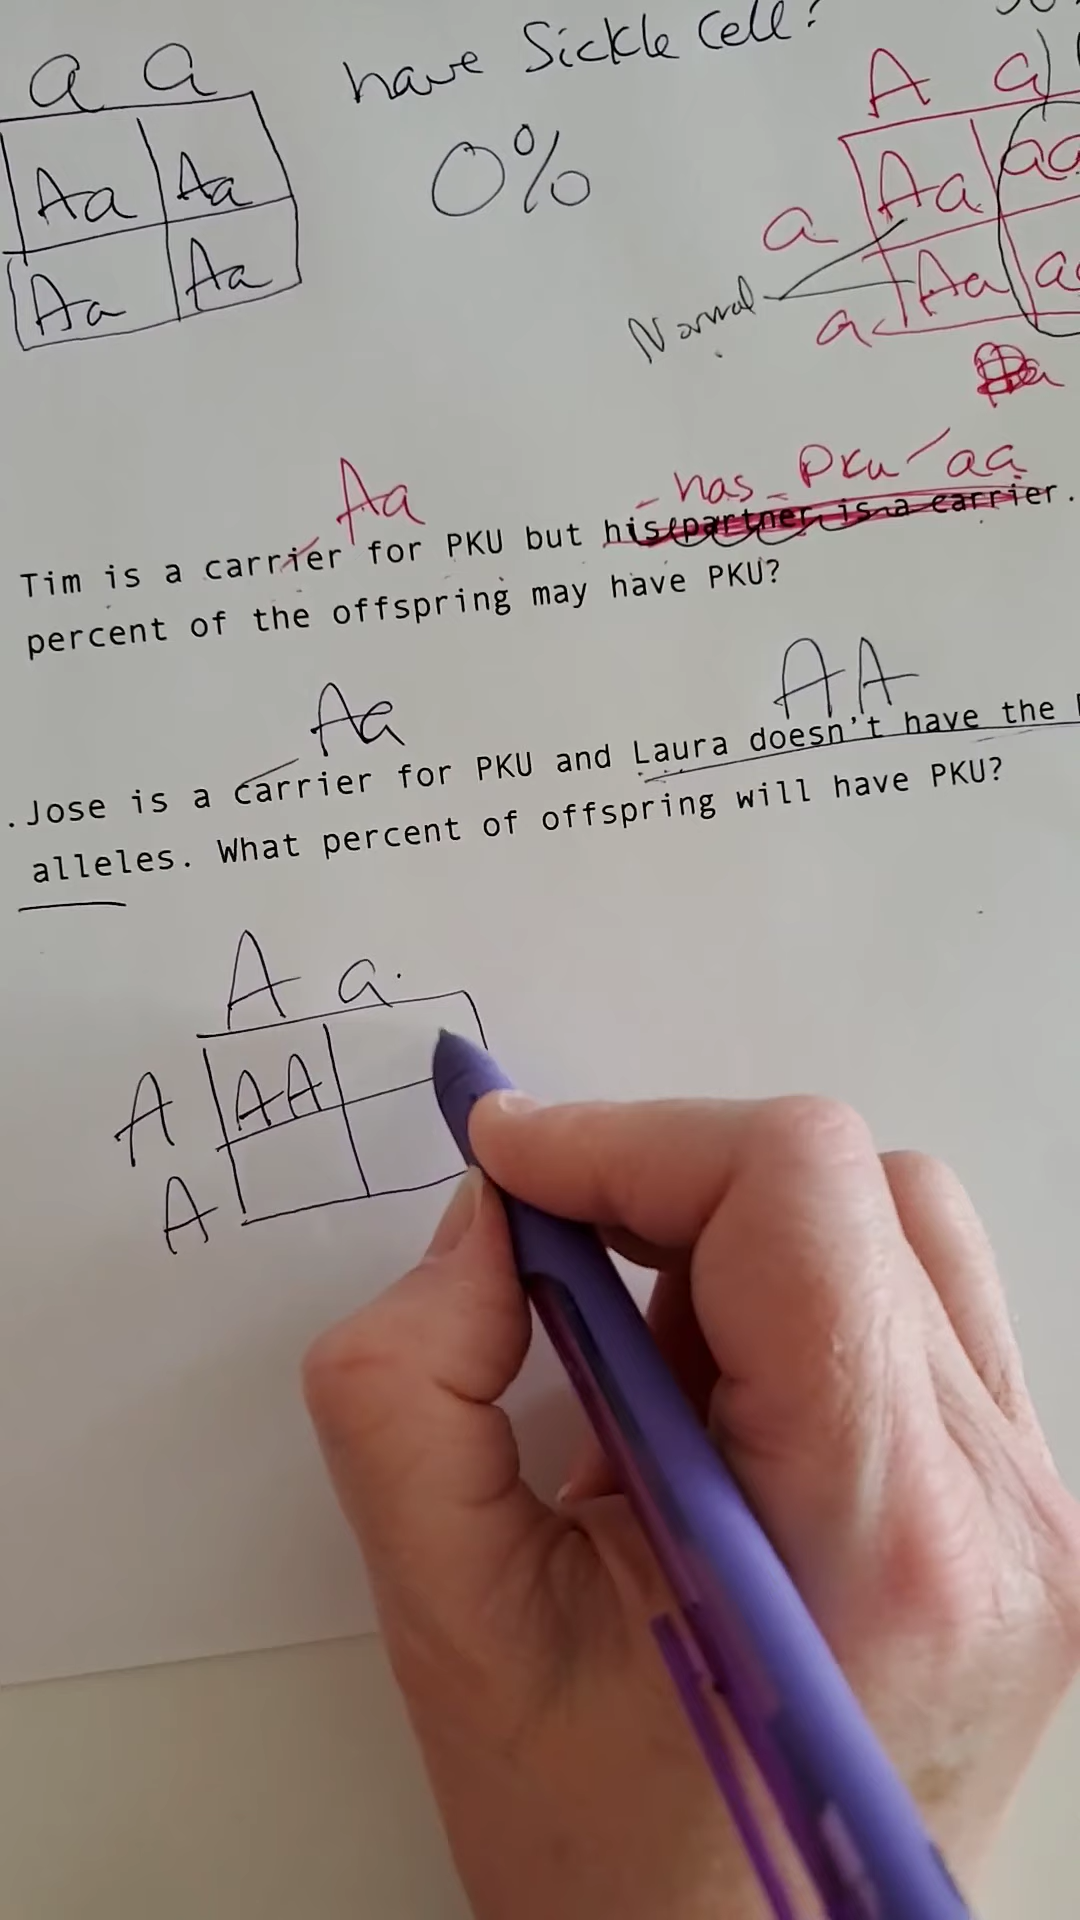 a a
have Sickle Cell?
Aa Aa
Aa Aa
0%
A a
a Aa
a Aa
Normal
Aa
has PKU aa
Tim is a carrier for PKU but his partner is a carrier.
percent of the offspring may have PKU?
Aa
AA
Jose is a carrier for PKU and Laura doesn't have the
alleles. What percent of offspring will have PKU?
A a
A AA
A